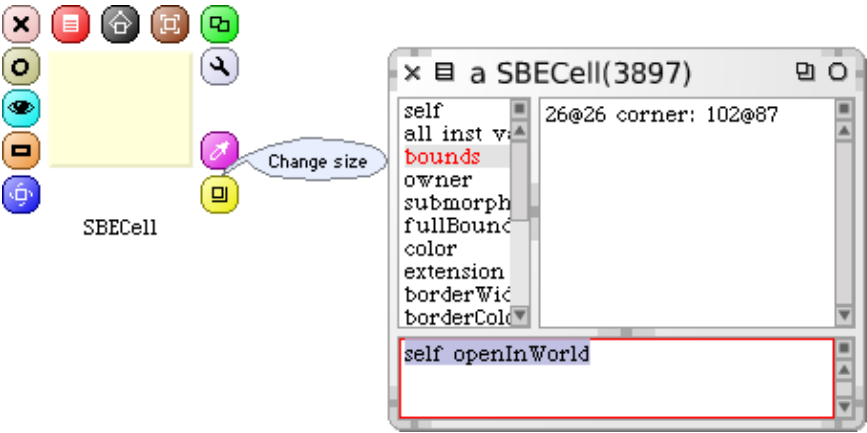 Change size
SBECell
a SBECell(3897)
self
all inst va
bounds
owner
submorph
fullBound
color
extension
borderWid
borderColo
26@26 corner: 102@87
self openInWorld